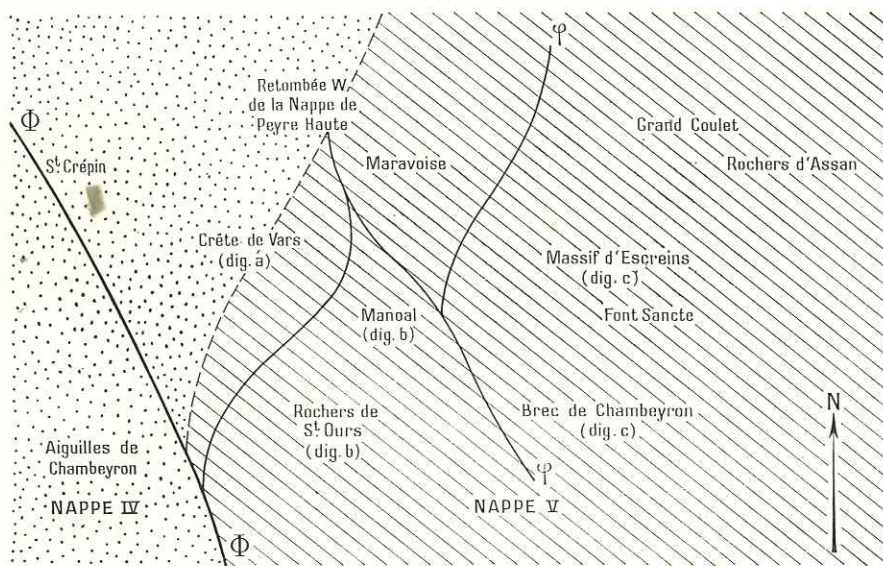 φ
Retombée W
de la Nappe de
Peyre Haute
Φ
Grand Coulet
St. Crépin
Maravoise
Rochers d'Assan
Crête de Vars
(dig. a)
Massif d'Escreins
(dig. c)
Manoal
(dig. b)
Font Sancte
Rochers de
St. Ours
(dig. b)
Brec de Chambeyron
(dig. c)
N
Aiguilles de
Chambeyron
NAPPE IV
φ
NAPPE V
Φ